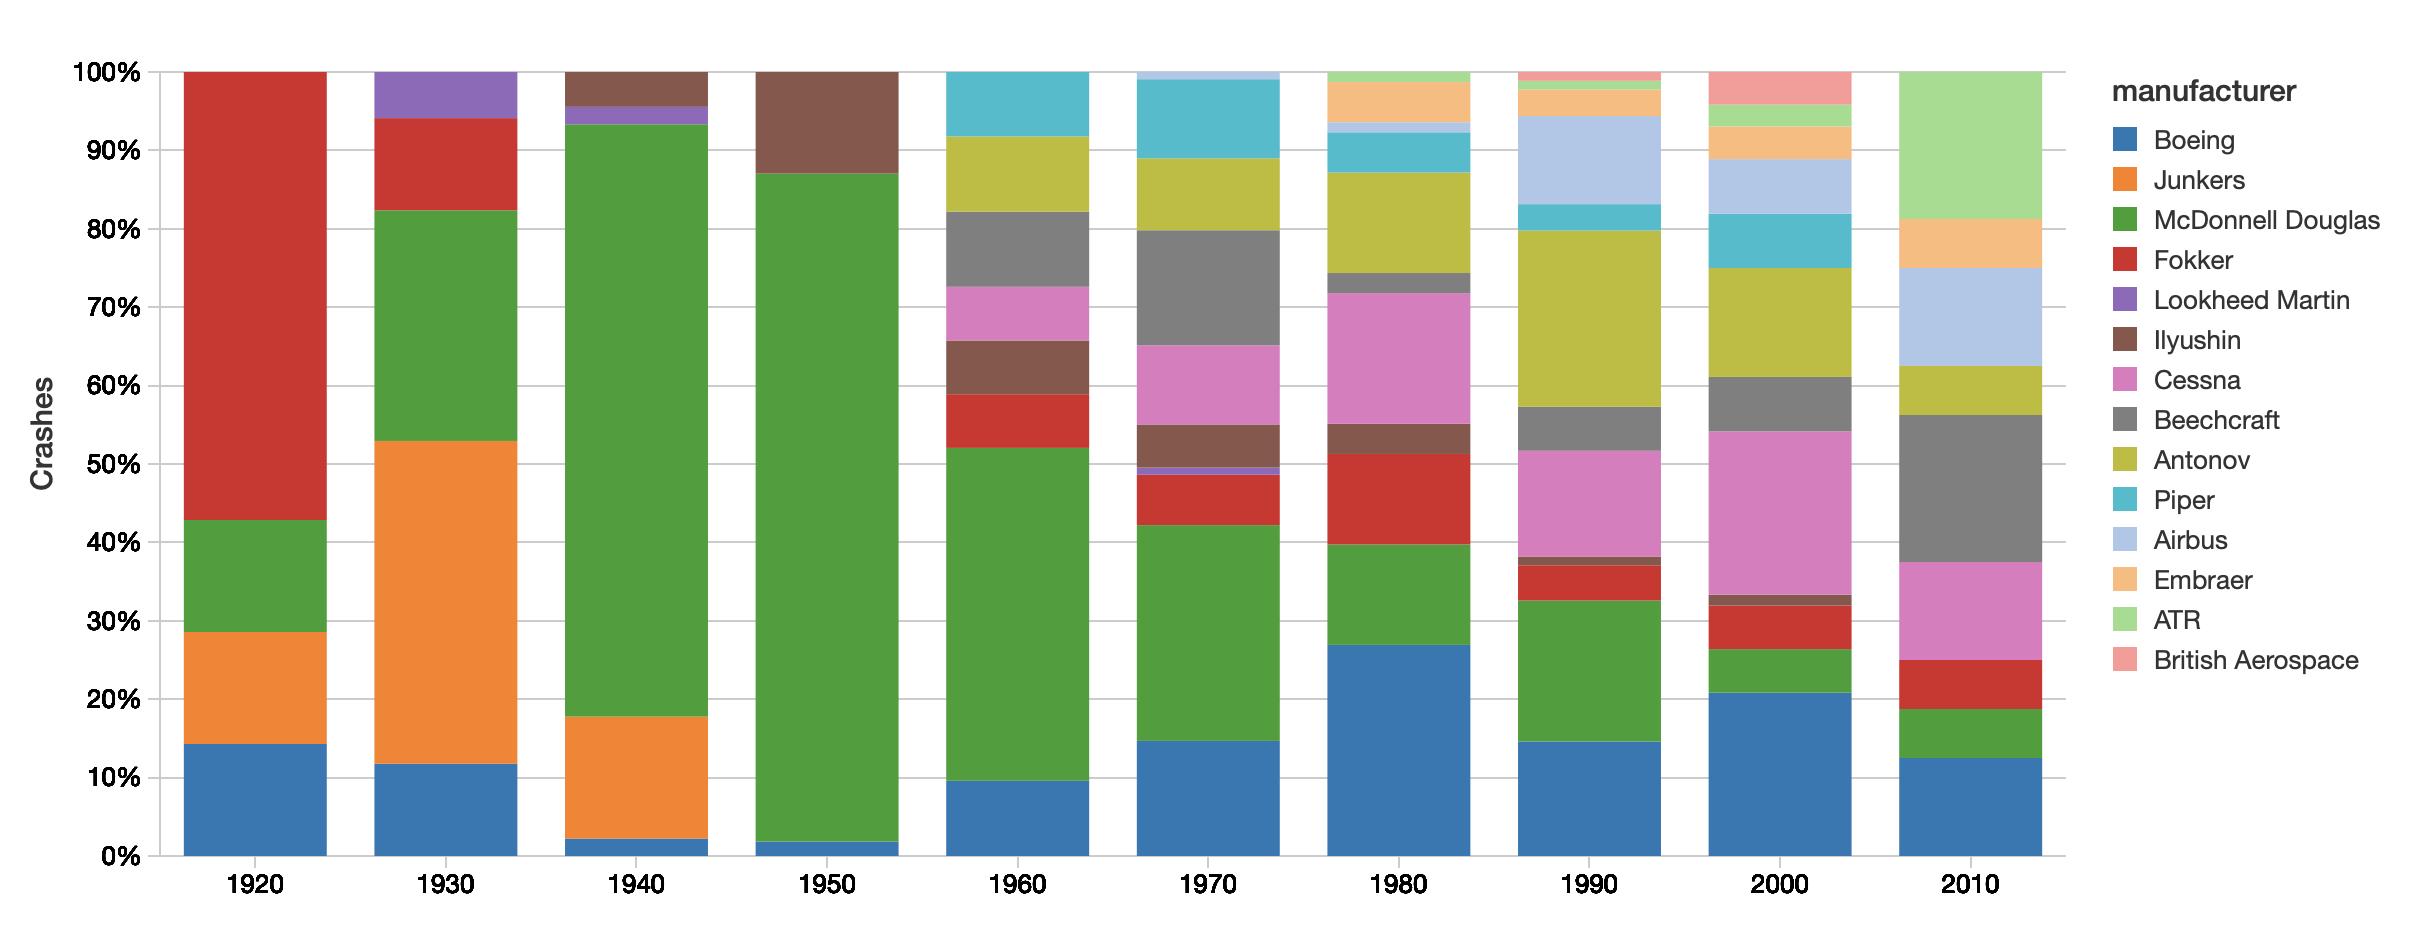 100%
90%
80%
70%
60%
50%
40%
30%
20%
10%
0%
Crashes
1920 1930 1940 1950 1960 1970 1980 1990 2000 2010
manufacturer
Boeing
Junkers
McDonnell Douglas
Fokker
Lookheed Martin
Ilyushin
Cessna
Beechcraft
Antonov
Piper
Airbus
Embraer
ATR
British Aerospace